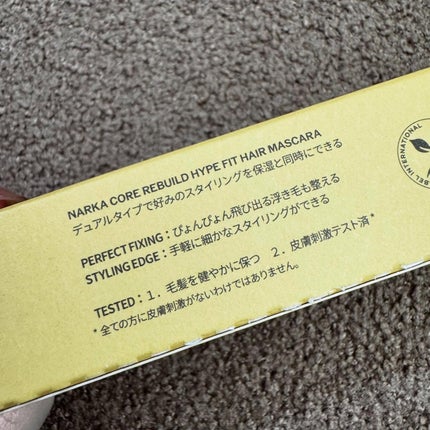 NARKA CORE REBUILD HYPE FIT HAIR MASCARA
デュアルタイプで好みのスタイリングを保湿と同時にできる
PERFECT FIXING：ぴょんぴょん飛び出る浮き毛も整える
STYLING EDGE：手軽に細かなスタイリングができる
TESTED：1．毛髪を健やかに保つ　2．皮膚刺激テスト済*
*全ての方に皮膚刺激がないわけではありません。
INTERNATIONAL